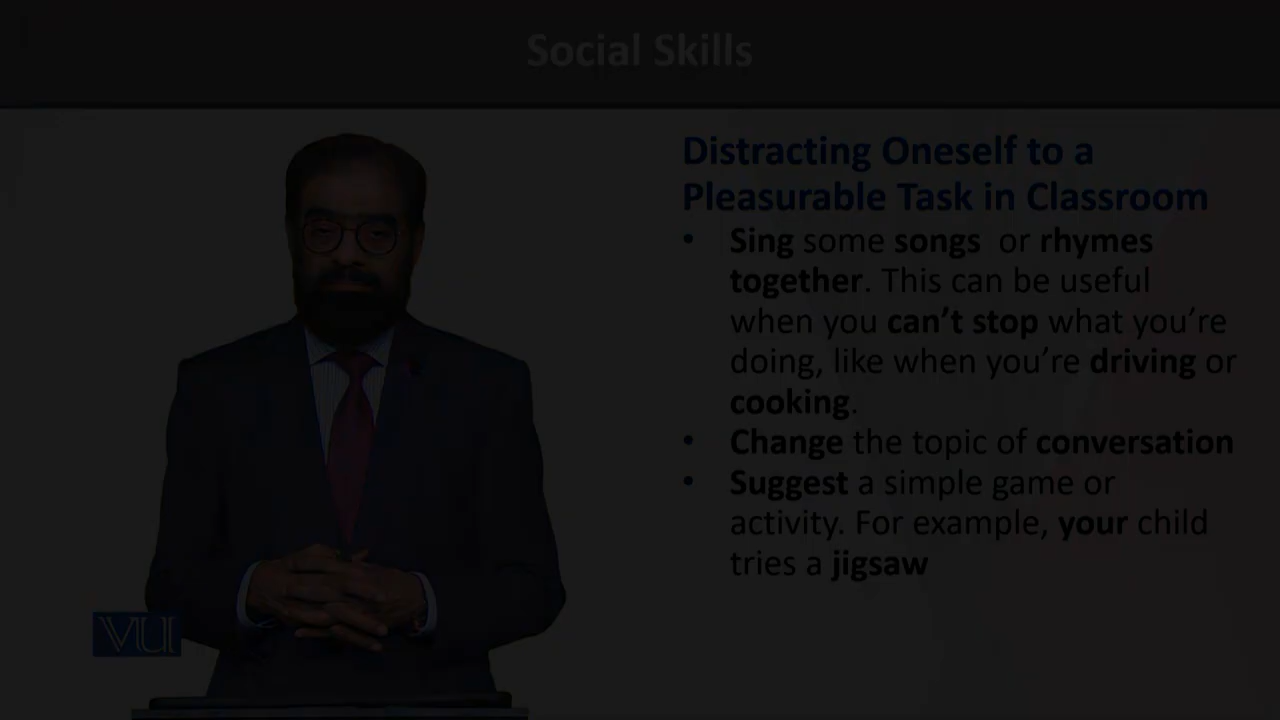 Social Skills
Distracting Oneself to a
Pleasurable Task in Classroom
• Sing some songs or rhymes
together. This can be useful
when you can't stop what you're
doing, like when you're driving or
cooking.
• Change the topic of conversation
• Suggest a simple game or
activity. For example, your child
tries a jigsaw
VU